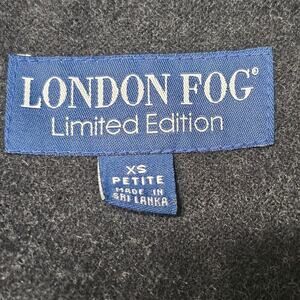 LONDON FOG®
Limited Edition
XS
PETITE
MADE IN
SRI LANKA